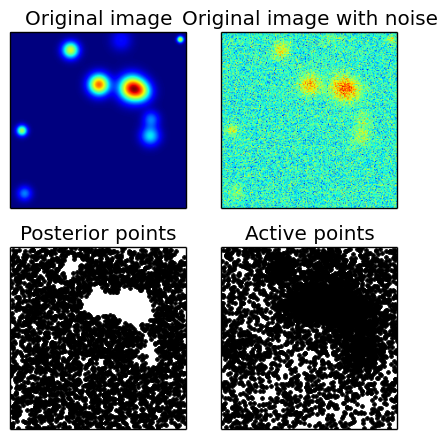 Original image
Original image with noise
Posterior points
Active points